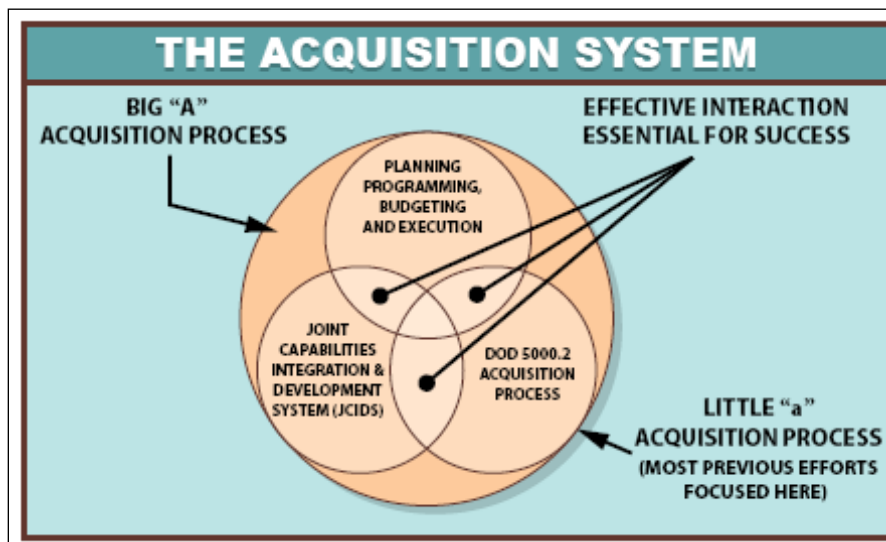 THE ACQUISITION SYSTEM
BIG “A”
ACQUISITION PROCESS
EFFECTIVE INTERACTION
ESSENTIAL FOR SUCCESS
PLANNING
PROGRAMMING,
BUDGETING
AND EXECUTION
JOINT
CAPABILITIES
INTEGRATION &
DEVELOPMENT
SYSTEM (JCIDS)
DOD 5000.2
ACQUISITION
PROCESS
LITTLE “a”
ACQUISITION PROCESS
(MOST PREVIOUS EFFORTS
FOCUSED HERE)